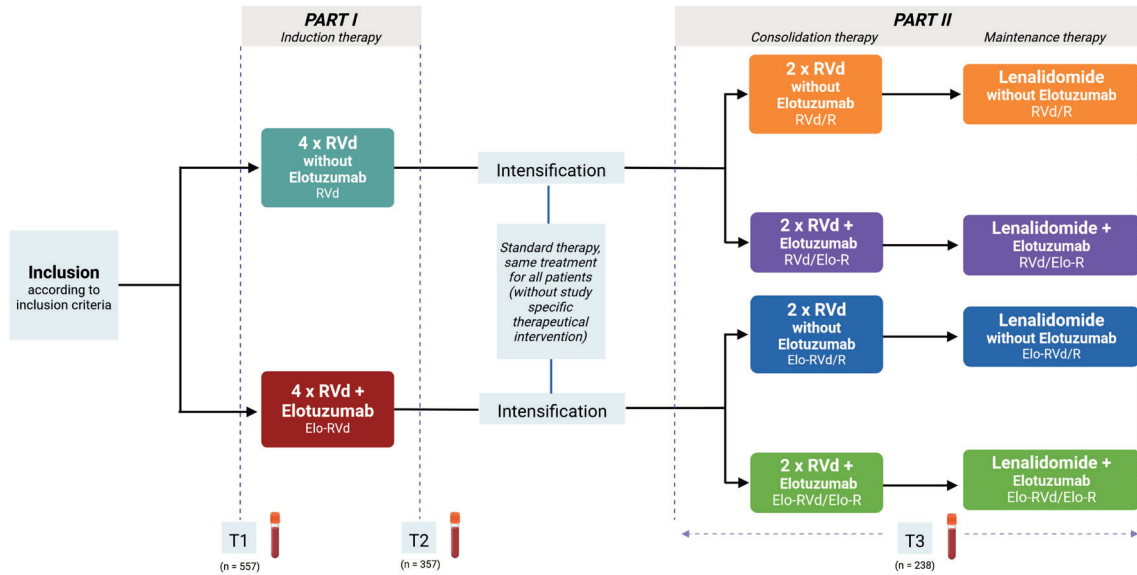 PART I
Induction therapy
PART II
Consolidation therapy
Maintenance therapy
Inclusion
according to
inclusion criteria
4 x RVd
without
Elotuzumab
RVd
4 x RVd +
Elotuzumab
Elo-RVd
Intensification
Standard therapy,
same treatment
for all patients
(without study
specific
therapeutical
intervention)
Intensification
2 x RVd
without
Elotuzumab
RVd/R
Lenalidomide
without Elotuzumab
RVd/R
2 x RVd +
Elotuzumab
RVd/Elo-R
Lenalidomide +
Elotuzumab
RVd/Elo-R
2 x RVd
without
Elotuzumab
Elo-RVd/R
Lenalidomide
without Elotuzumab
Elo-RVd/R
2 x RVd +
Elotuzumab
Elo-RVd/Elo-R
Lenalidomide +
Elotuzumab
Elo-RVd/Elo-R
T1
(n = 557)
T2
(n = 357)
T3
(n = 238)